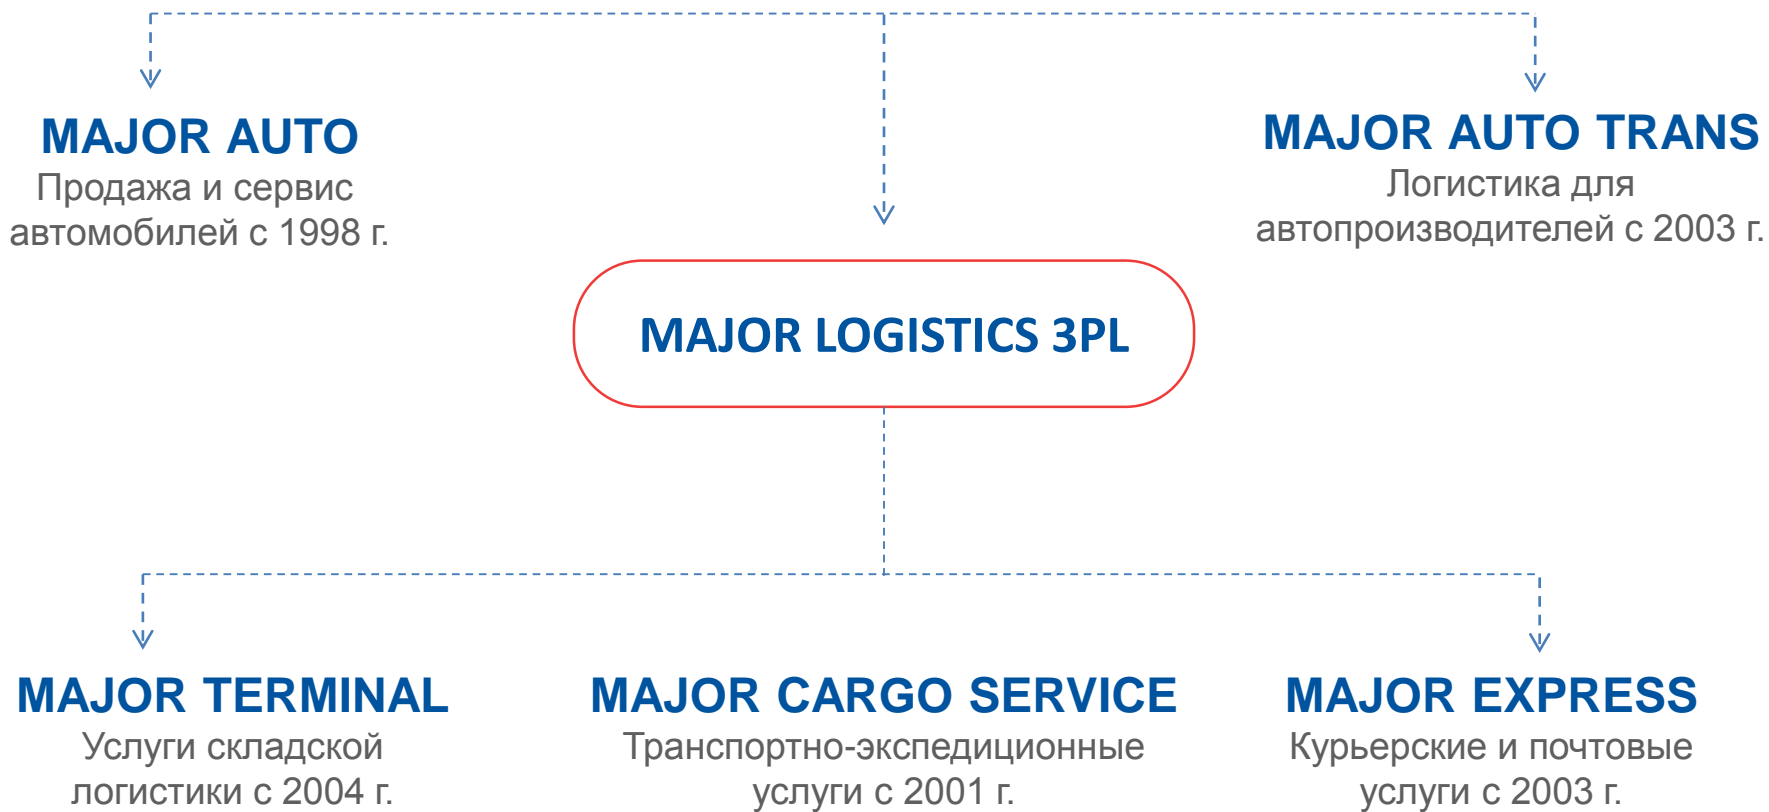 MAJOR AUTO
Продажа и сервис
автомобилей с 1998 г.
MAJOR AUTO TRANS
Логистика для
автопроизводителей с 2003 г.
MAJOR LOGISTICS 3PL
MAJOR TERMINAL
Услуги складской
логистики с 2004 г.
MAJOR CARGO SERVICE
Транспортно-экспедиционные
услуги с 2001 г.
MAJOR EXPRESS
Курьерские и почтовые
услуги с 2003 г.